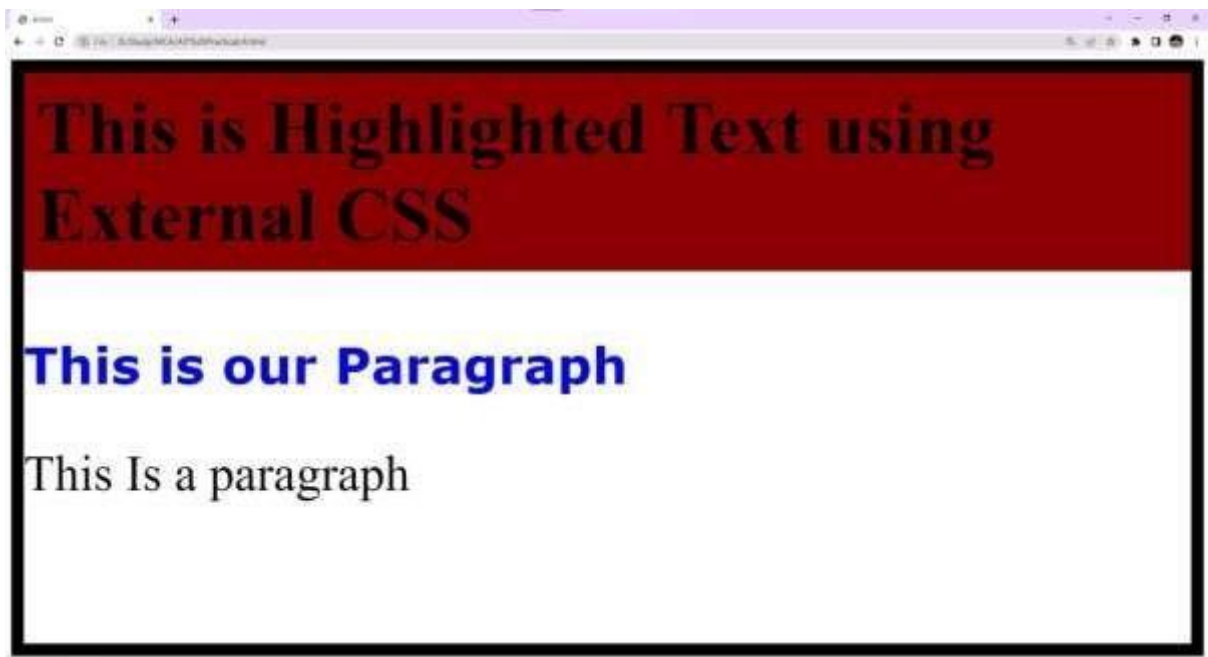 This is Highlighted Text using
External CSS
This is our Paragraph
This Is a paragraph